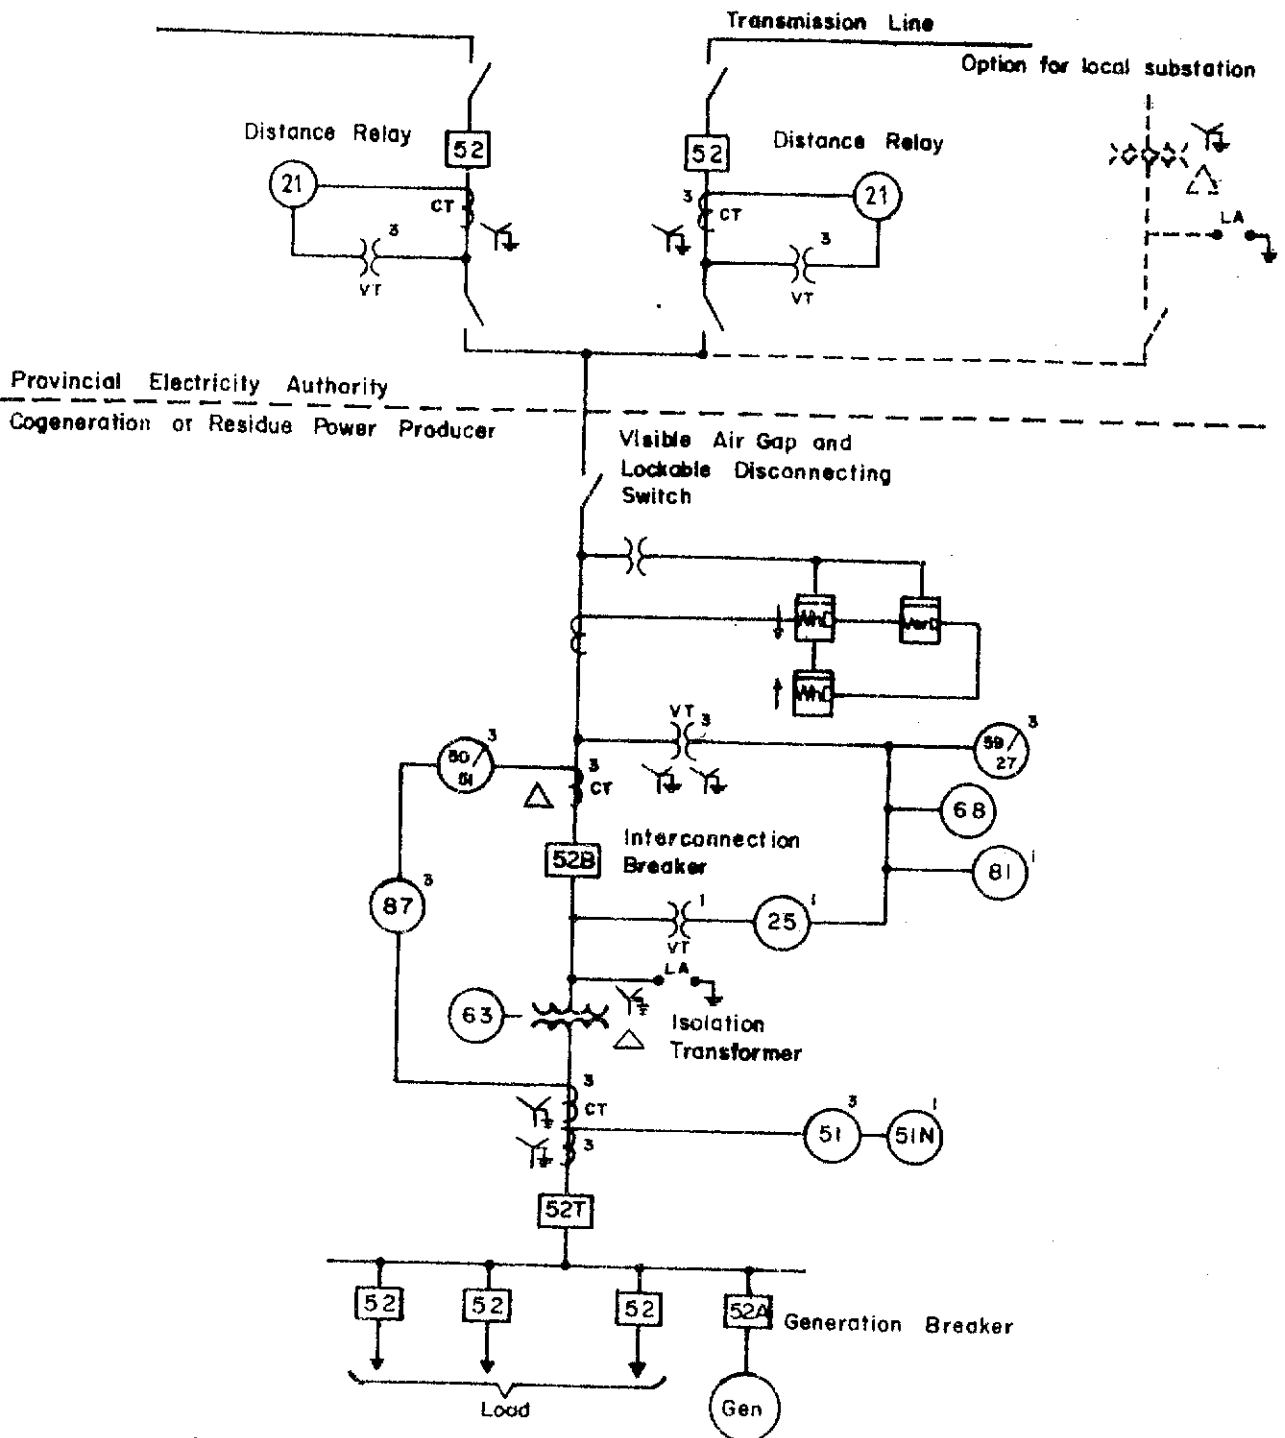 Transmission Line
Option for local substation
Distance Relay
Distance Relay
52
52
21
21
CT
3
CT
3
3
VT
VT
LA
Provincial Electricity Authority
Cogeneration or Residue Power Producer
Visible Air Gap and
Lockable Disconnecting
Switch
Wh
Var
Wh
VT
3
3
59/
27
3
50/
51
3
CT
68
Interconnection
Breaker
52B
1
81
3
87
1
1
25
VT
LA
63
Isolation
Transformer
3
CT
3
3
51
1
51N
52T
52
52
52
52A
Generation Breaker
Load
Gen